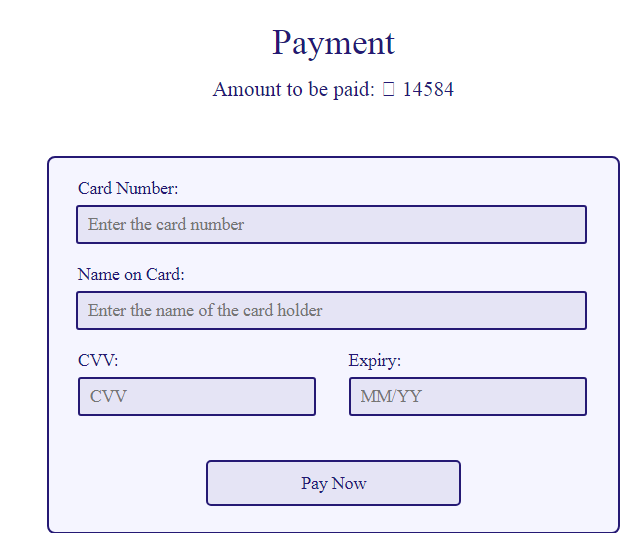 Payment
Amount to be paid: 14584
Card Number:
Enter the card number
Name on Card:
Enter the name of the card holder
CVV: Expiry:
CVV MM/YY
Pay Now